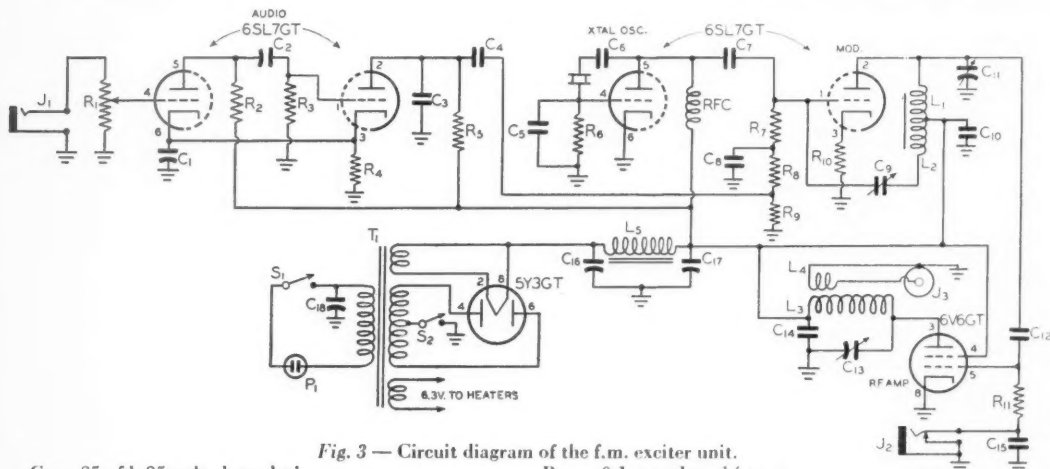 AUDIO
6SL7GT
XTAL OSC.
6SL7GT
MOD.
C2
C4
C6
C7
C11
J1
R1
R2
R3
C3
R5
C5
R6
RFC
R7
C8
R8
R9
R10
L1
L2
C9
C10
C1
R4
5
4
6
2
1
3
5
4
6
2
1
3
T1
S1
C18
P1
S2
2
8
4
6
5Y3GT
6.3V. TO HEATERS
L5
C16
C17
L4
J3
L3
C14
C13
6V6GT
3
4
5
8
R.F. AMP.
C12
R11
J2
C15
Fig. 3 — Circuit diagram of the f.m. exciter unit.